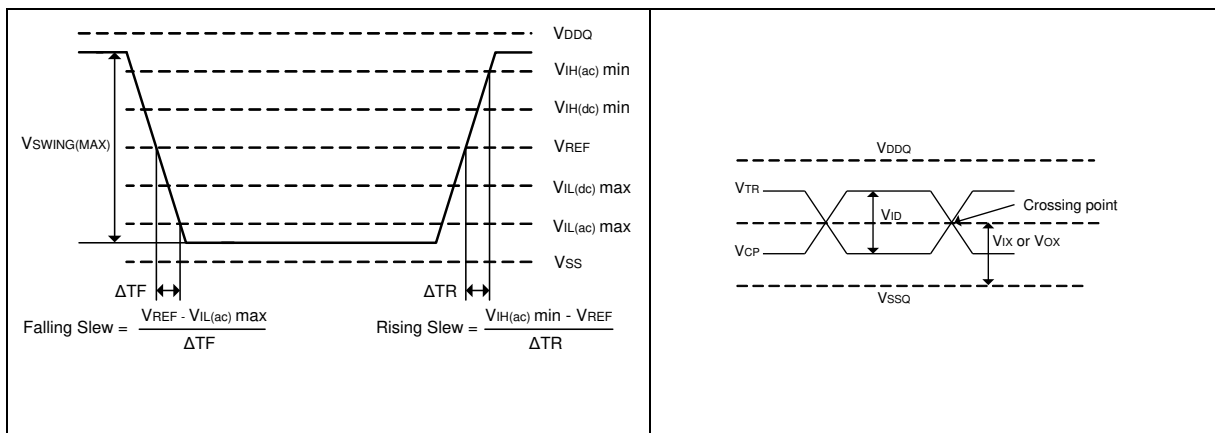 VDDQ
VIH(ac) min
VIH(dc) min
VSWING(MAX)
VREF
VIL(dc) max
VIL(ac) max
VSS
ΔTF
ΔTR
Falling Slew = VREF - VIL(ac) max
ΔTF
Rising Slew = VIH(ac) min - VREF
ΔTR
VDDQ
VTR
VID
Crossing point
VIX or VOX
VCP
VSSQ